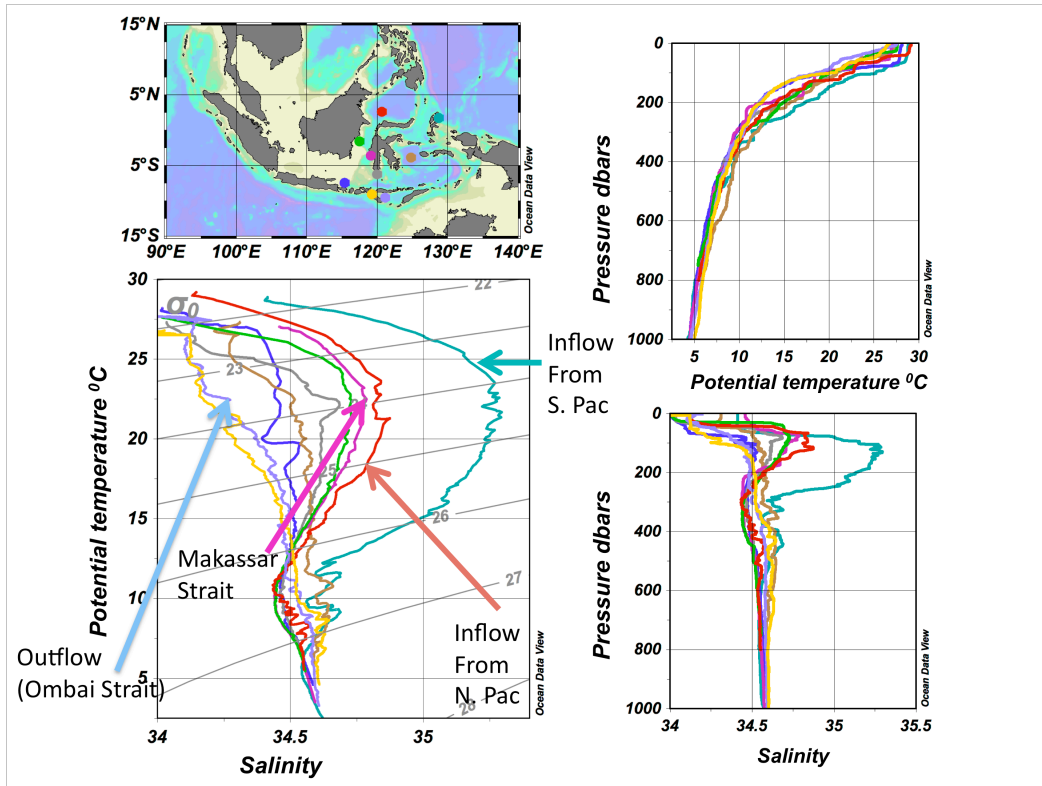 15°N
5°N
5°S
15°S
90°E 100°E 110°E 120°E 130°E 140°E
Ocean Data View
0
200
400
600
800
1000
Pressure dbars
5 10 15 20 25 30
Potential temperature ⁰C
Ocean Data View
30
25
20
15
10
5
Potential temperature ⁰C
σ₀
22
23
25
26
27
28
34 34.5 35
Salinity
Ocean Data View
Inflow
From
S. Pac
Makassar
Strait
Outflow
(Ombai Strait)
Inflow
From
N. Pac
0
200
400
600
800
1000
Pressure dbars
34 34.5 35 35.5
Salinity
Ocean Data View